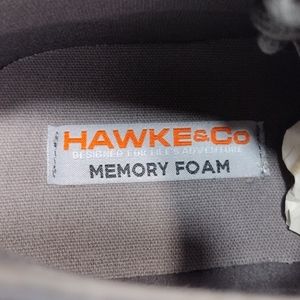 HAWKE&Co
DESIGNED FOR LIFE'S ADVENTURE
MEMORY FOAM